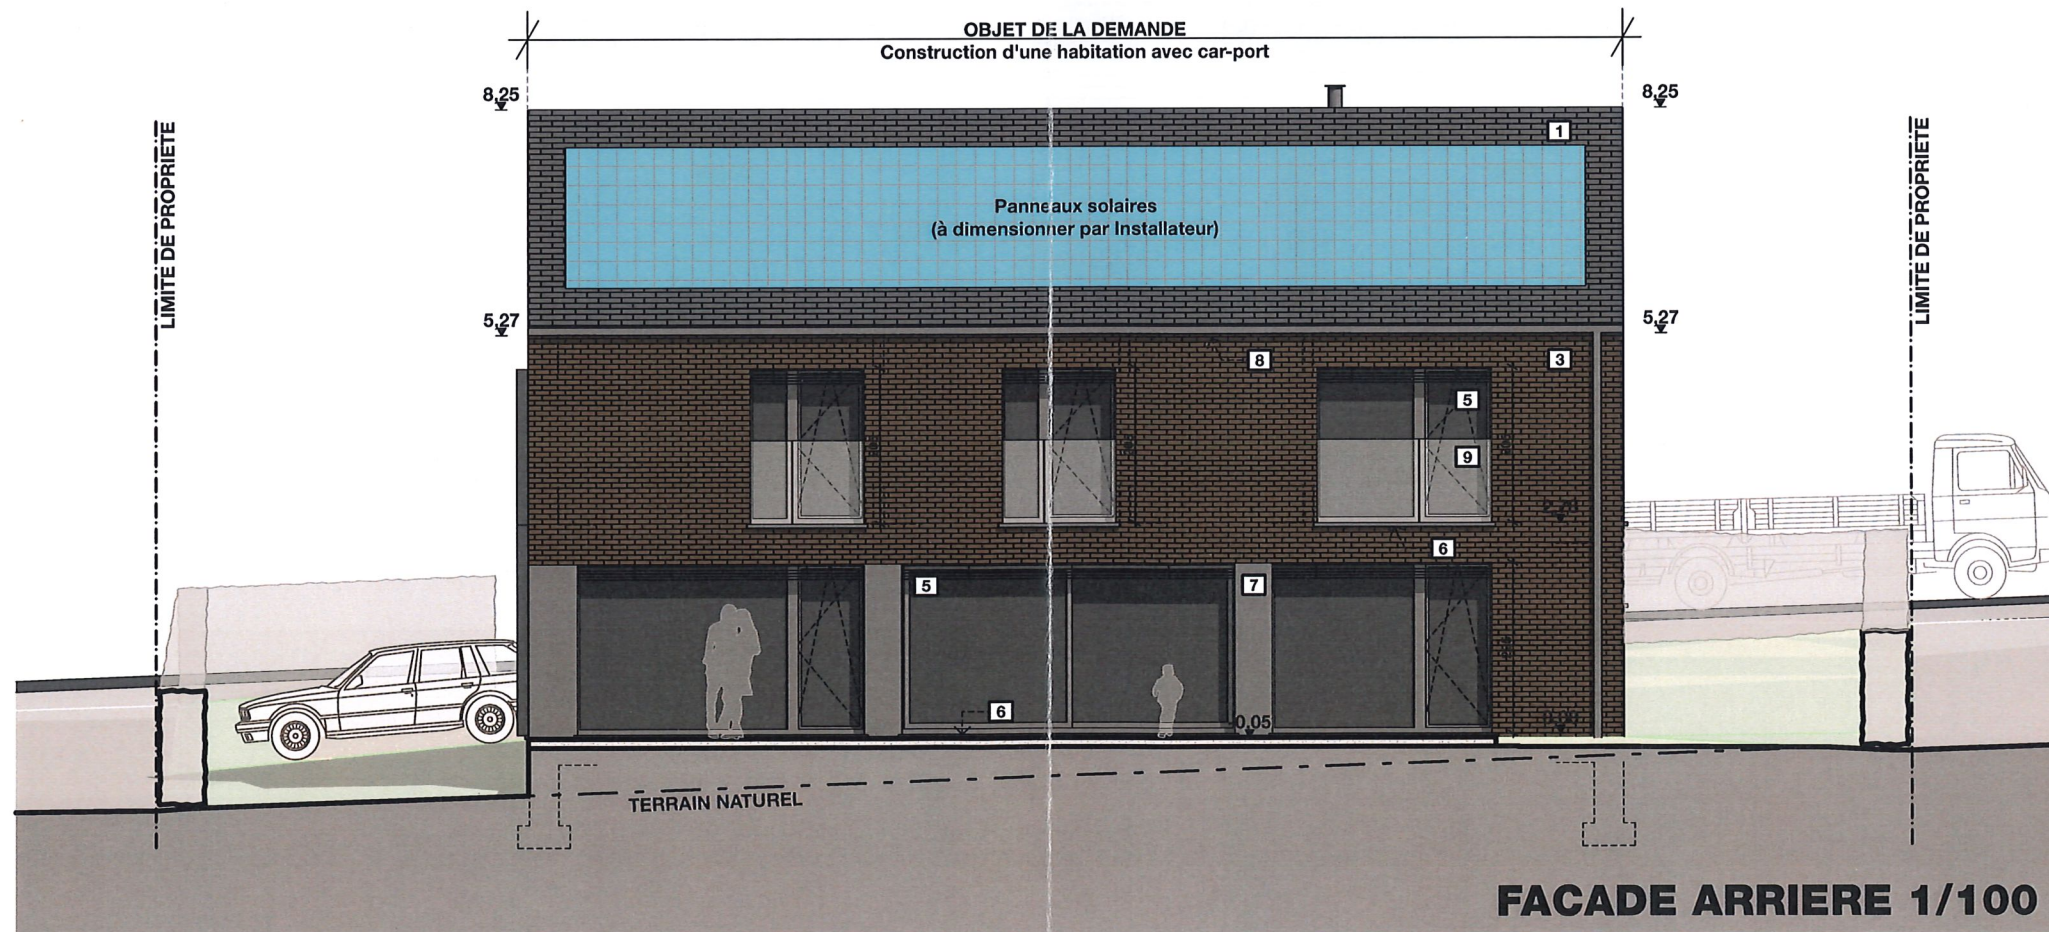 OBJET DE LA DEMANDE
Construction d'une habitation avec car-port
8,25
8,25
LIMITE DE PROPRIETE
LIMITE DE PROPRIETE
1
Panneaux solaires
(à dimensionner par Installateur)
5,27
5,27
8
3
5
9
6
5
7
6
0,05
TERRAIN NATUREL
FACADE ARRIERE 1/100